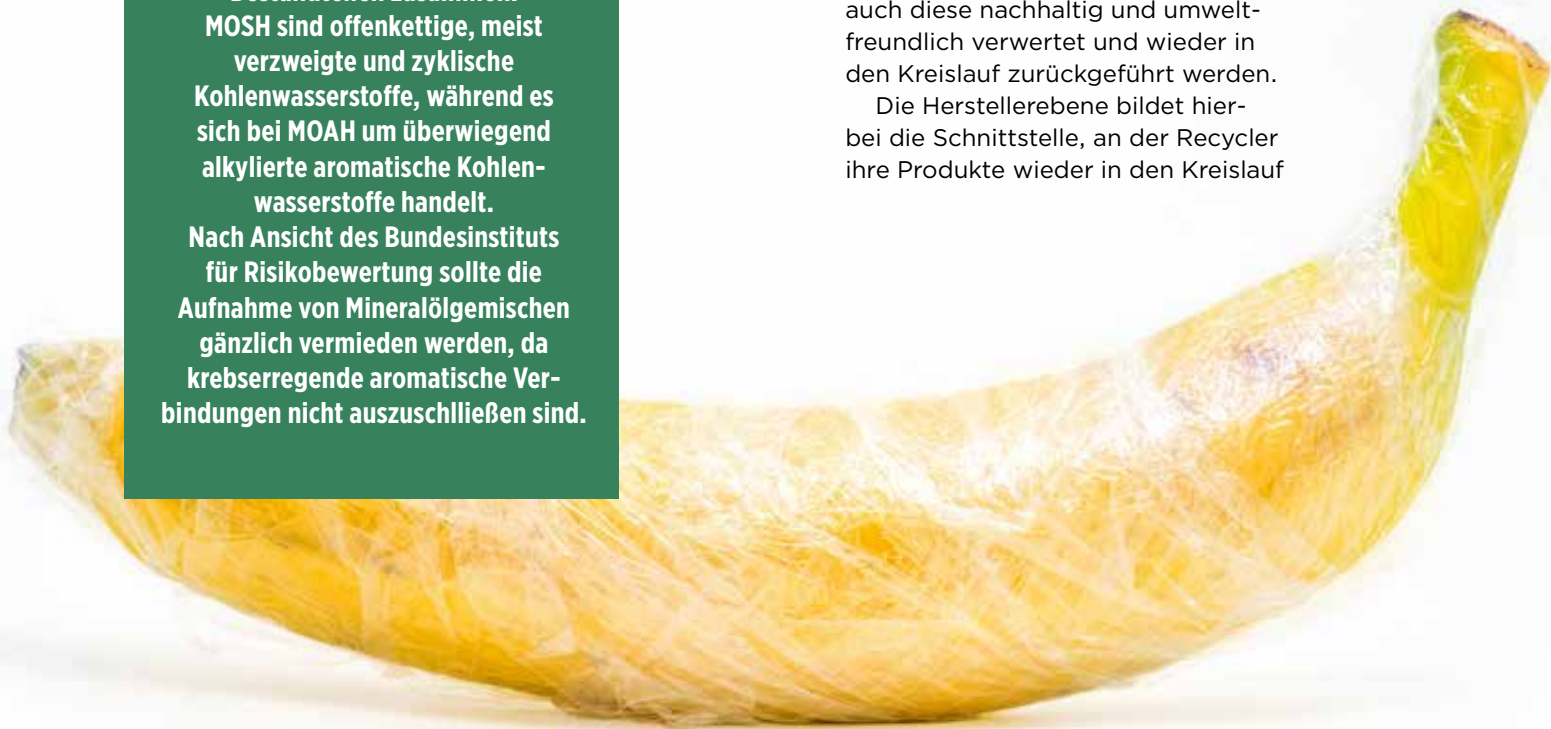 MOSH sind offenkettige, meist
verzweigte und zyklische
Kohlenwasserstoffe, während es
sich bei MOAH um überwiegend
alkylierte aromatische Kohlen-
wasserstoffe handelt.
Nach Ansicht des Bundesinstituts
für Risikobewertung sollte die
Aufnahme von Mineralölgemischen
gänzlich vermieden werden, da
krebserregende aromatische Ver-
bindungen nicht auszuschlließen sind.
auch diese nachhaltig und umwelt-
freundlich verwertet und wieder in
den Kreislauf zurückgeführt werden.
Die Herstellerebene bildet hier-
bei die Schnittstelle, an der Recycler
ihre Produkte wieder in den Kreislauf